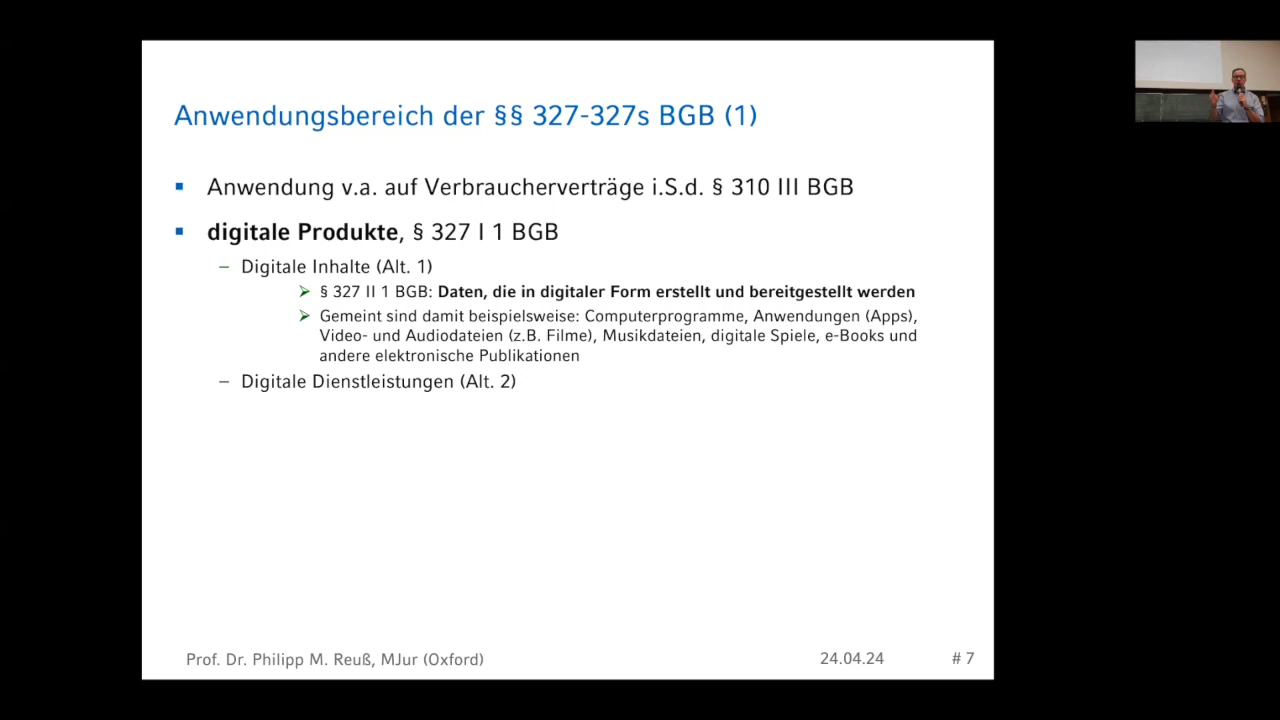 Anwendungsbereich der §§ 327-327s BGB (1)
▪ Anwendung v.a. auf Verbraucherverträge i.S.d. § 310 III BGB
▪ digitale Produkte, § 327 I 1 BGB
– Digitale Inhalte (Alt. 1)
➢ § 327 II 1 BGB: Daten, die in digitaler Form erstellt und bereitgestellt werden
➢ Gemeint sind damit beispielsweise: Computerprogramme, Anwendungen (Apps),
Video- und Audiodateien (z.B. Filme), Musikdateien, digitale Spiele, e-Books und
andere elektronische Publikationen
– Digitale Dienstleistungen (Alt. 2)
Prof. Dr. Philipp M. Reuß, MJur (Oxford) 24.04.24 # 7